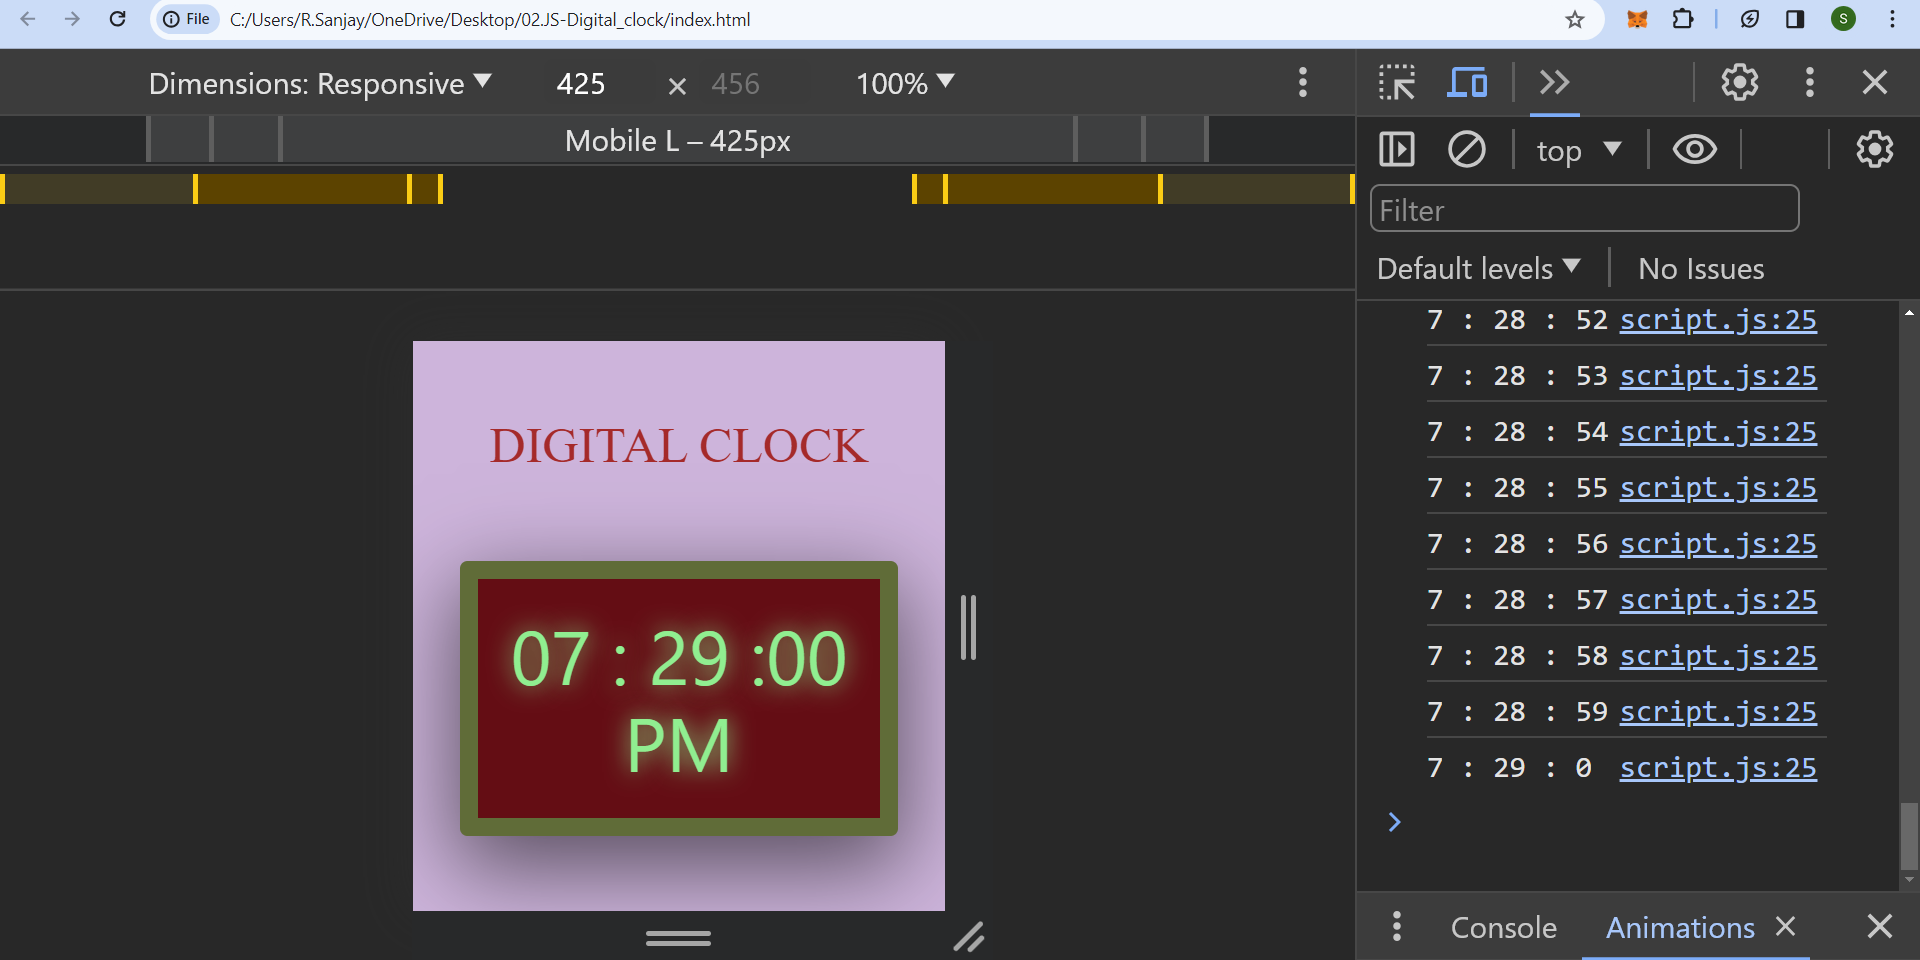 File C:/Users/R.Sanjay/OneDrive/Desktop/02.JS-Digital_clock/index.html S
Dimensions: Responsive 425 × 456 100%
Mobile L – 425px
top
Filter
Default levels No Issues
DIGITAL CLOCK
07 : 29 :00
PM
7 : 28 : 52 script.js:25
7 : 28 : 53 script.js:25
7 : 28 : 54 script.js:25
7 : 28 : 55 script.js:25
7 : 28 : 56 script.js:25
7 : 28 : 57 script.js:25
7 : 28 : 58 script.js:25
7 : 28 : 59 script.js:25
7 : 29 : 0 script.js:25
Console Animations